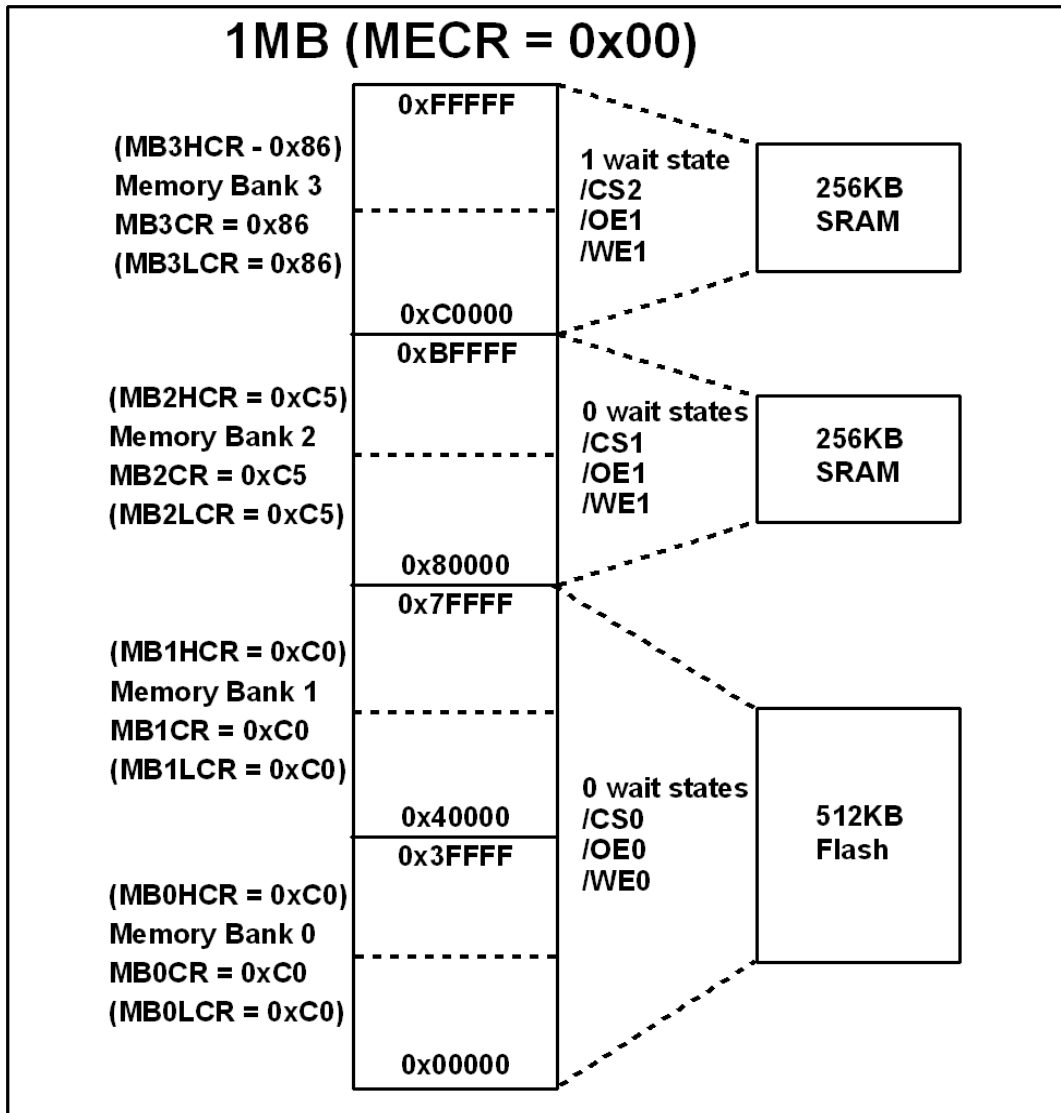 1MB (MECR = 0x00)
0xFFFFF
(MB3HCR - 0x86)
Memory Bank 3
MB3CR = 0x86
(MB3LCR = 0x86)
1 wait state
/CS2
/OE1
/WE1
256KB
SRAM
0xC0000
0xBFFFF
(MB2HCR = 0xC5)
Memory Bank 2
MB2CR = 0xC5
(MB2LCR = 0xC5)
0 wait states
/CS1
/OE1
/WE1
256KB
SRAM
0x80000
0x7FFFF
(MB1HCR = 0xC0)
Memory Bank 1
MB1CR = 0xC0
(MB1LCR = 0xC0)
0x40000
0x3FFFF
0 wait states
/CS0
/OE0
/WE0
512KB
Flash
(MB0HCR = 0xC0)
Memory Bank 0
MB0CR = 0xC0
(MB0LCR = 0xC0)
0x00000